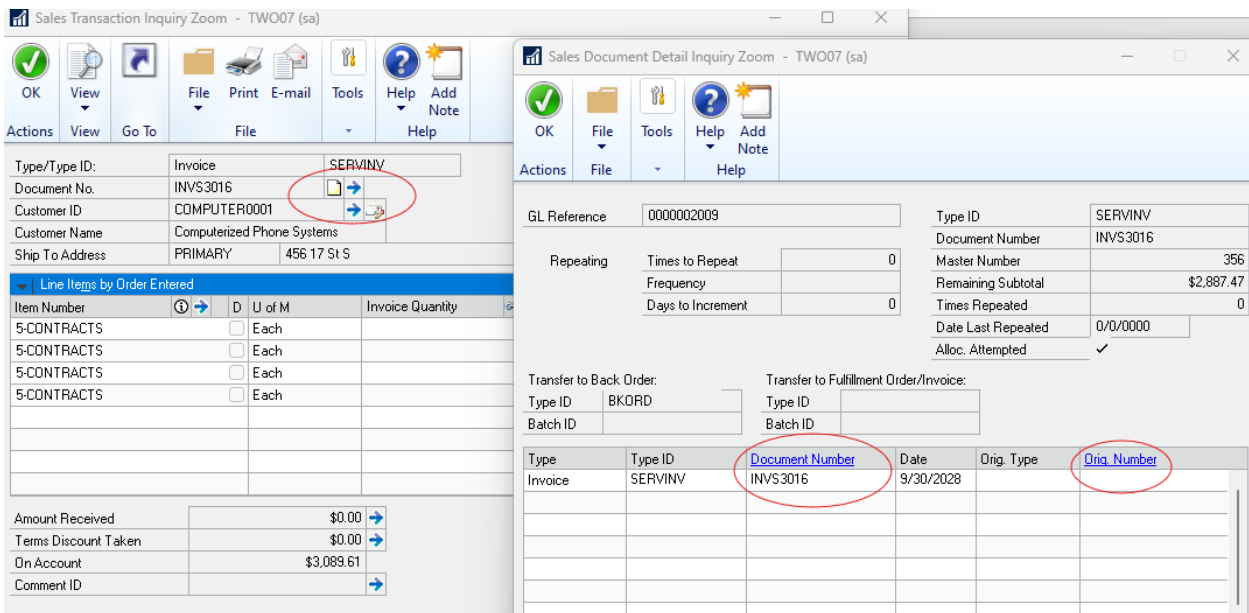 Sales Transaction Inquiry Zoom - TWO07 (sa)
OK View File Print E-mail Tools Help Add Note
Actions View Go To File Help
Type/Type ID: Invoice SERVINV
Document No. INVS3016
Customer ID COMPUTER0001
Customer Name Computerized Phone Systems
Ship To Address PRIMARY 456 17 St S
Line Items by Order Entered
Item Number D U of M Invoice Quantity
5-CONTRACTS Each
5-CONTRACTS Each
5-CONTRACTS Each
5-CONTRACTS Each
Amount Received $0.00
Terms Discount Taken $0.00
On Account $3,089.61
Comment ID
Sales Document Detail Inquiry Zoom - TWO07 (sa)
OK File Tools Help Add Note
Actions File Help
GL Reference 0000002009 Type ID SERVINV
Document Number INVS3016
Repeating Times to Repeat 0 Master Number 356
Frequency Remaining Subtotal $2,887.47
Days to Increment 0 Times Repeated 0
Date Last Repeated 0/0/0000
Alloc. Attempted
Transfer to Back Order: Transfer to Fulfillment Order/Invoice:
Type ID BKORD Type ID
Batch ID Batch ID
Type Type ID Document Number Date Orig. Type Orig. Number
Invoice SERVINV INVS3016 9/30/2028